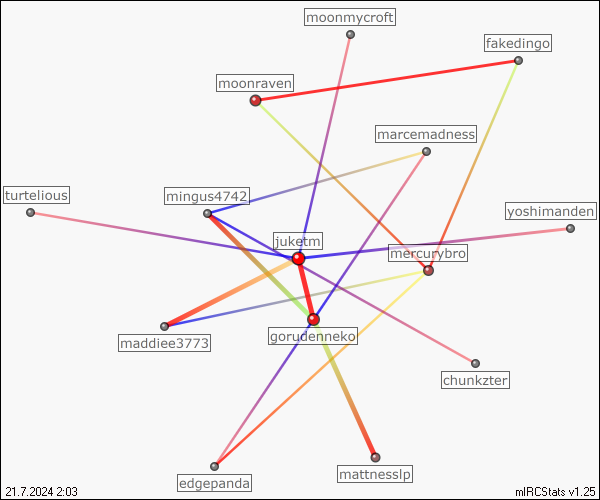 moonmycroft
fakedingo
moonraven
marcemadness
turtelious
mingus4742
yoshimanden
juketm
mercurybro
maddiee3773
gorudenneko
chunkzter
edgepanda
mattnesslp
21.7.2024 2:03
mIRCStats v1.25